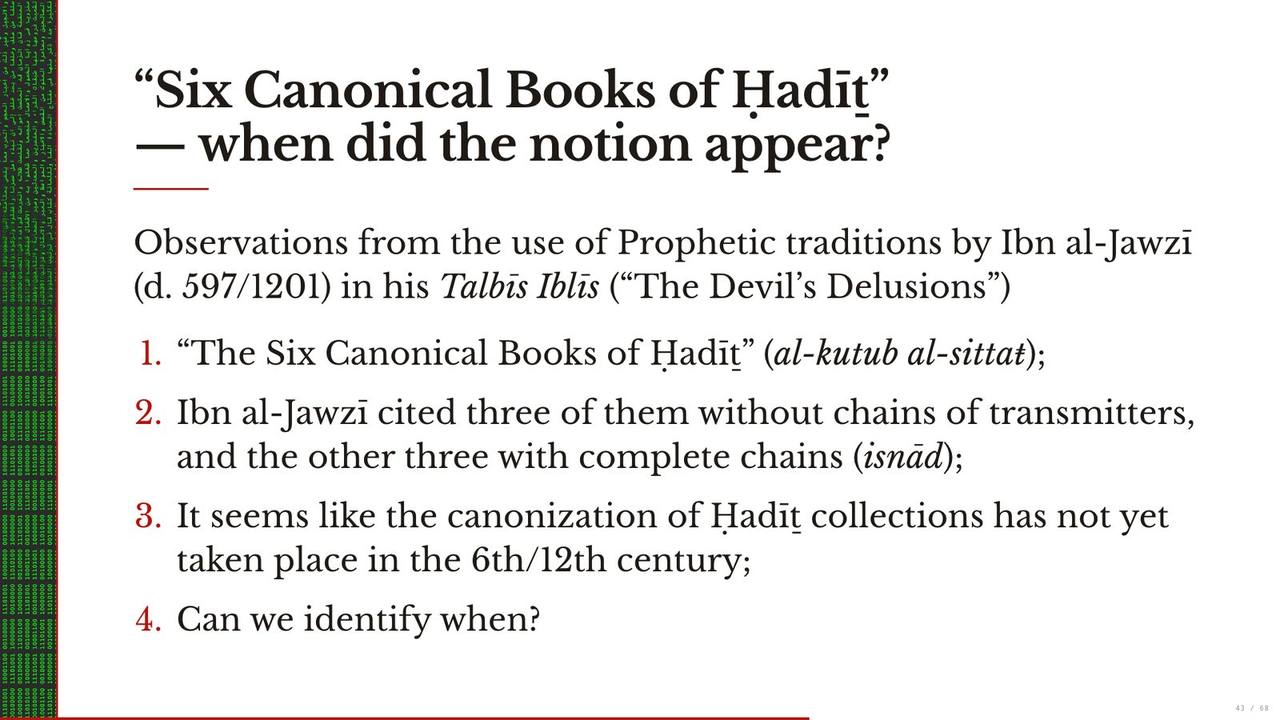 “Six Canonical Books of Ḥadīṯ”
— when did the notion appear?
Observations from the use of Prophetic traditions by Ibn al-Jawzī
(d. 597/1201) in his Talbīs Iblīs (“The Devil’s Delusions”)
1. “The Six Canonical Books of Ḥadīṯ” (al-kutub al-sittaŧ);
2. Ibn al-Jawzī cited three of them without chains of transmitters,
and the other three with complete chains (isnād);
3. It seems like the canonization of Ḥadīṯ collections has not yet
taken place in the 6th/12th century;
4. Can we identify when?
43 / 68